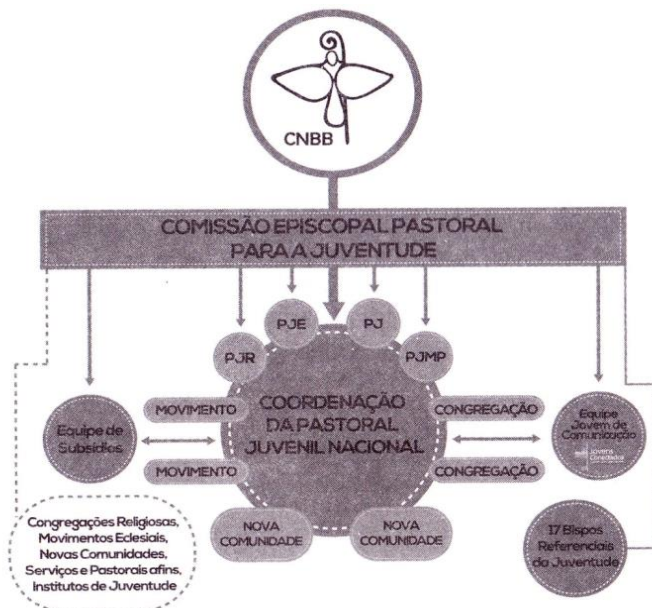 CNBB
COMISSÃO EPISCOPAL PASTORAL
PARA A JUVENTUDE
PJE
PJ
PJR
PJMP
MOVIMENTO
COORDENAÇÃO
DA PASTORAL
JUVENIL NACIONAL
CONGREGAÇÃO
Equipe de
Subsídios
Equipe
Jovem de
Comunicação
Jovens
Conectados
MOVIMENTO
CONGREGAÇÃO
NOVA
COMUNIDADE
NOVA
COMUNIDADE
Congregações Religiosas,
Movimentos Eclesiais,
Novas Comunidades,
Serviços e Pastorais afins,
Institutos de Juventude
17 Bispos
Referenciais
da Juventude